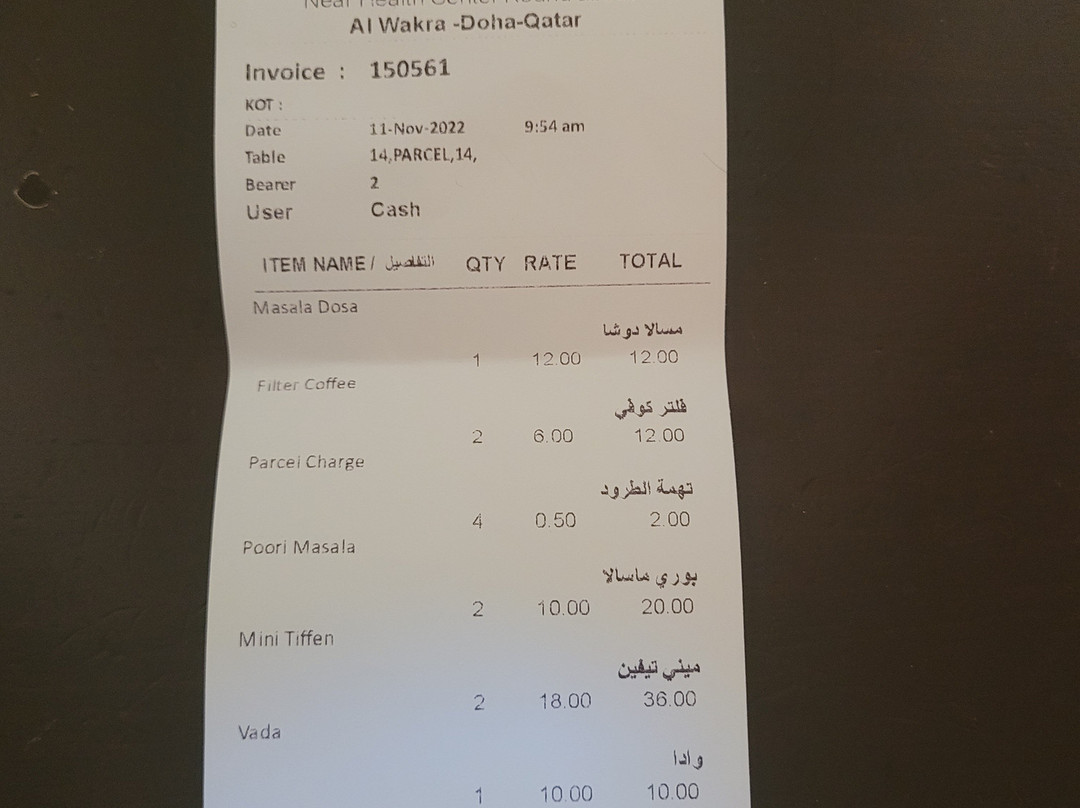 Near Health Center
Al Wakra -Doha-Qatar
Invoice : 150561
KOT :
Date 11-Nov-2022 9:54 am
Table 14,PARCEL,14,
Bearer 2
User Cash
ITEM NAME / التفاصيل QTY RATE TOTAL
Masala Dosa
مسالا دوشا
1 12.00 12.00
Filter Coffee
فلتر كوفي
2 6.00 12.00
Parcel Charge
تهمة الطرود
4 0.50 2.00
Poori Masala
بوري ماسالا
2 10.00 20.00
Mini Tiffen
ميني تيفين
2 18.00 36.00
Vada
وادا
1 10.00 10.00